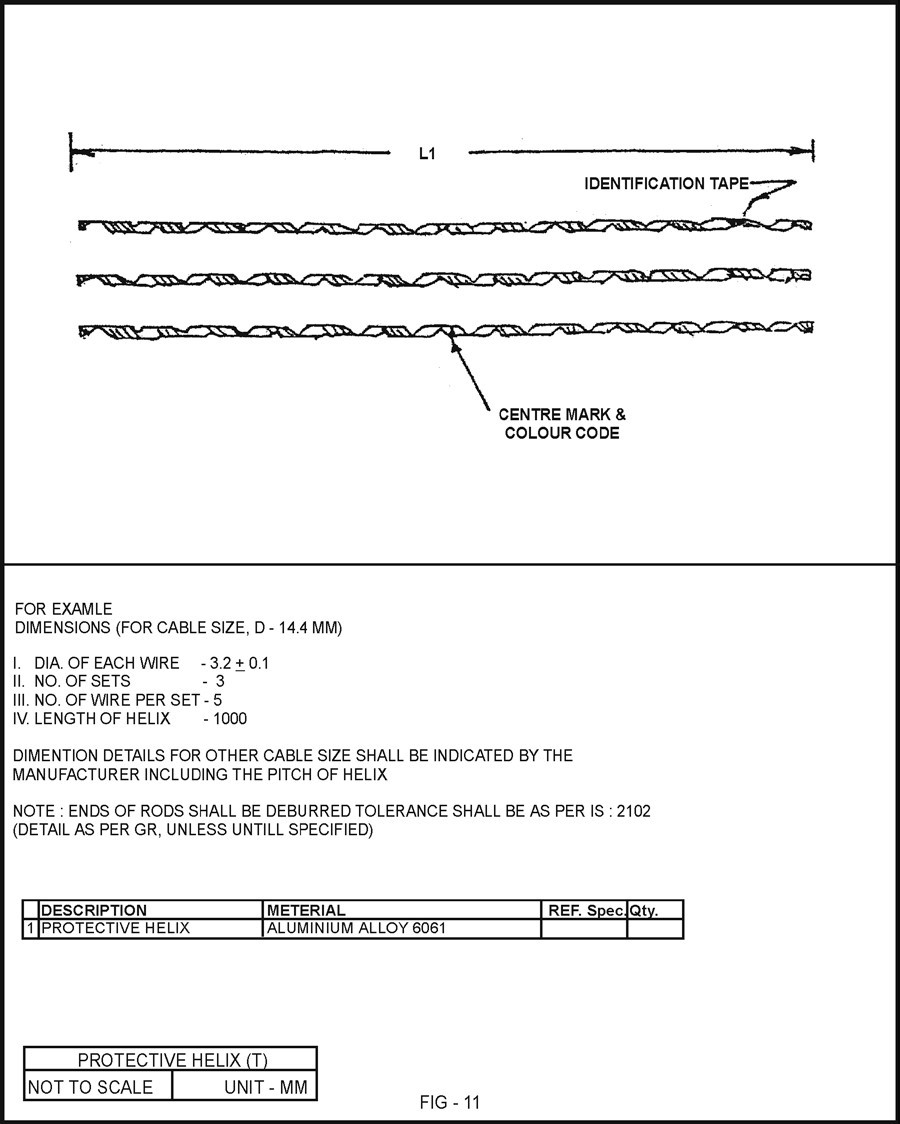 L1
IDENTIFICATION TAPE
CENTRE MARK &
COLOUR CODE
FOR EXAMLE
DIMENSIONS (FOR CABLE SIZE, D - 14.4 MM)
I. DIA. OF EACH WIRE - 3.2 ± 0.1
II. NO. OF SETS - 3
III. NO. OF WIRE PER SET - 5
IV. LENGTH OF HELIX - 1000
DIMENTION DETAILS FOR OTHER CABLE SIZE SHALL BE INDICATED BY THE
MANUFACTURER INCLUDING THE PITCH OF HELIX
NOTE : ENDS OF RODS SHALL BE DEBURRED TOLERANCE SHALL BE AS PER IS : 2102
(DETAIL AS PER GR, UNLESS UNTILL SPECIFIED)
DESCRIPTION METERIAL REF. Spec. Qty.
1 PROTECTIVE HELIX ALUMINIUM ALLOY 6061
PROTECTIVE HELIX (T)
NOT TO SCALE UNIT - MM
FIG - 11